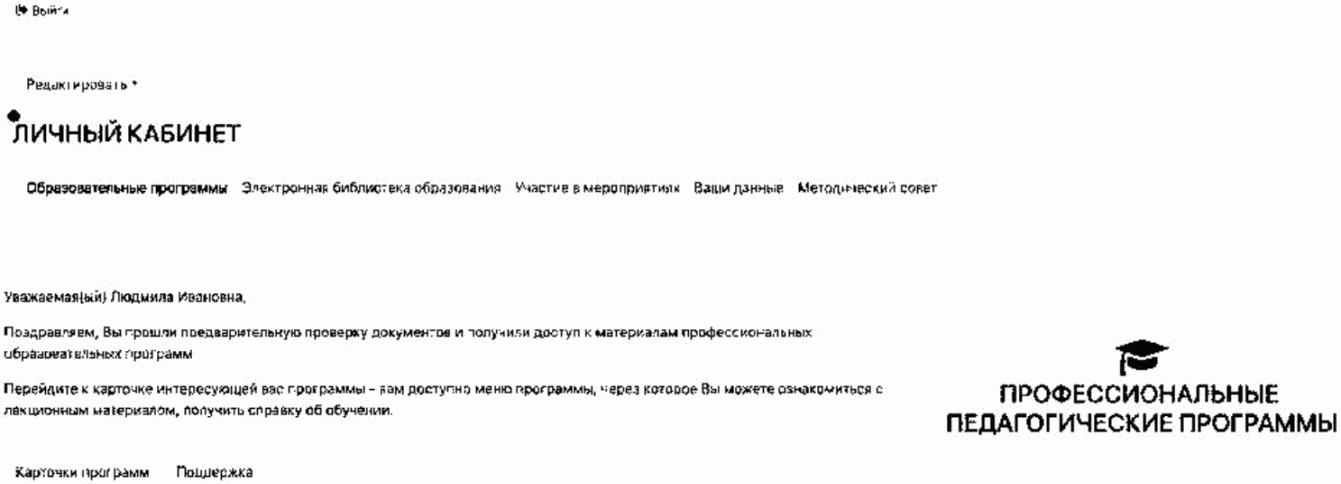 Выйти
Редактировать
ЛИЧНЫЙ КАБИНЕТ
Образовательные программы Электронная библиотека образования Участие в мероприятиях Ваши данные Методический совет
Уважаемая(ый) Людмила Ивановна,
Поздравляем, Вы прошли предварительную проверку документов и получили доступ к материалам профессиональных
образовательных программ
Перейдите к карточке интересующей вас программы – вам доступно меню программы, через которое Вы можете ознакомиться с
лекционным материалом, получить справку об обучении.
ПРОФЕССИОНАЛЬНЫЕ
ПЕДАГОГИЧЕСКИЕ ПРОГРАММЫ
Карточки программ Поддержка